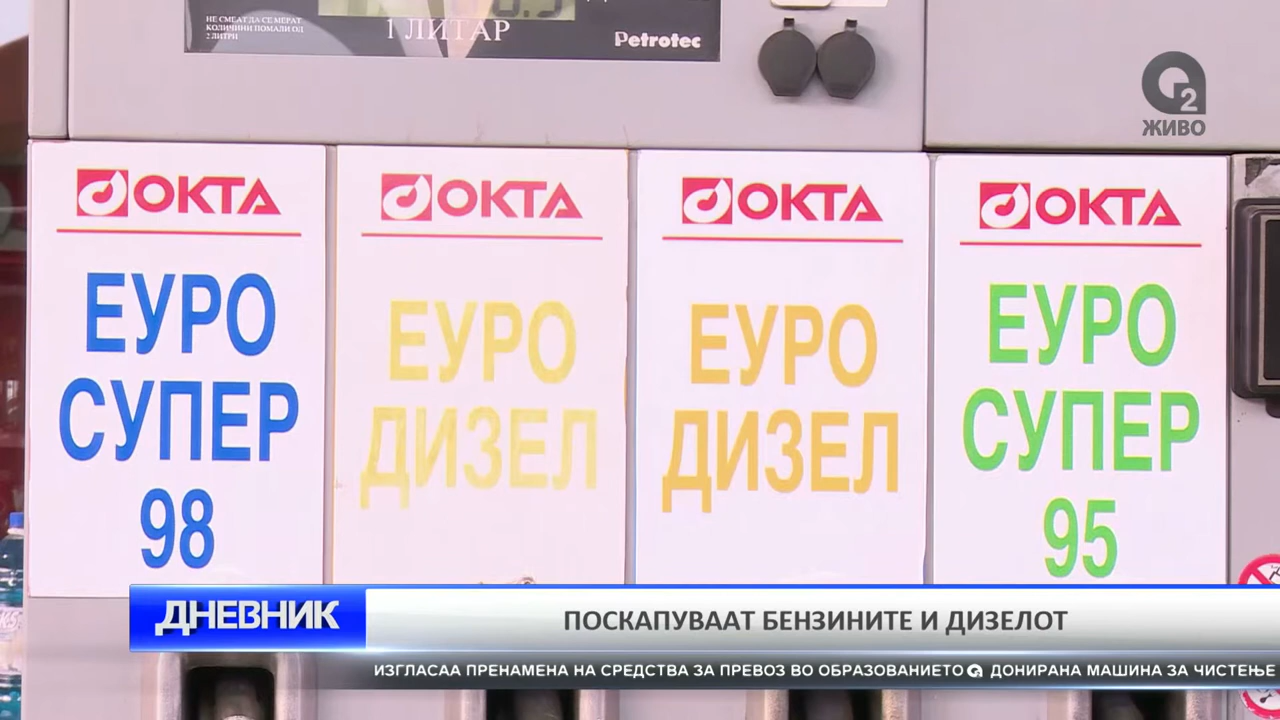 НЕ СМЕАТ ДА СЕ МЕРАТ
КОЛИЧИНИ ПОМАЛИ ОД
2 ЛИТРИ
1 ЛИТАР
Petrotec
2
ЖИВО
ОКТА
ЕУРО
СУПЕР
98
ОКТА
ЕУРО
ДИЗЕЛ
ОКТА
ЕУРО
ДИЗЕЛ
ОКТА
ЕУРО
СУПЕР
95
ДНЕВНИК
ПОСКАПУВААТ БЕНЗИНИТЕ И ДИЗЕЛОТ
ИЗГЛАСАА ПРЕНАМЕНА НА СРЕДСТВА ЗА ПРЕВОЗ ВО ОБРАЗОВАНИЕТО ДОНИРАНА МАШИНА ЗА ЧИСТЕЊЕ